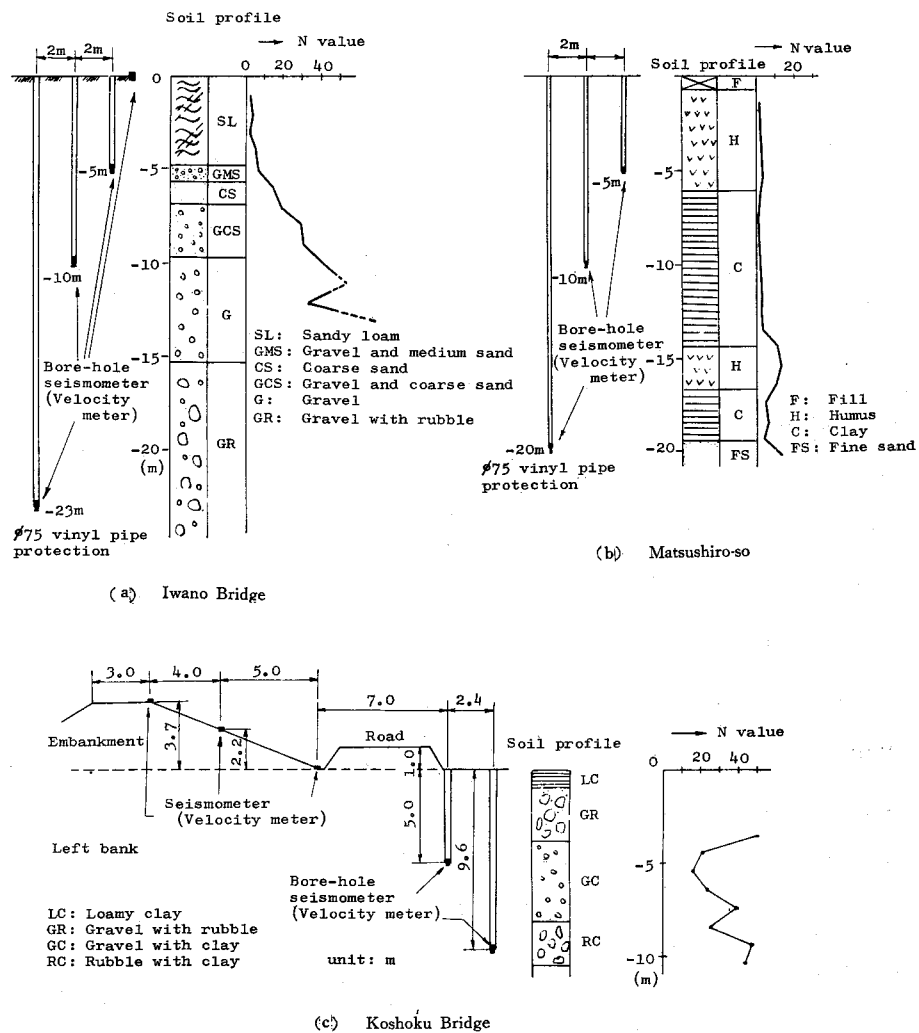 Soil profile
→ N value
2m 2m
0 20 40
0
SL
-5m
-5
GMS
CS
GCS
-10m
-10
G
SL: Sandy loam
GMS: Gravel and medium sand
CS: Coarse sand
GCS: Gravel and coarse sand
G: Gravel
GR: Gravel with rubble
Bore-hole
seismometer
(Velocity
meter)
-15
GR
-20
(m)
-23m
ø75 vinyl pipe
protection
(a) Iwano Bridge
→ N value
2m
Soil profile
20
F
H
-5m
-5
-10m
-10
C
Bore-hole
seismometer
(Velocity
meter)
-15
H
C
F: Fill
H: Humus
C: Clay
FS: Fine sand
-20m
-20
FS
ø75 vinyl pipe
protection
(b) Matsushiro-so
3.0 4.0 5.0
7.0 2.4
Embankment
3.7
2.2
Road
1.0
Seismometer
(Velocity meter)
5.0
9.6
Left bank
Bore-hole
seismometer
(Velocity meter)
LC: Loamy clay
GR: Gravel with rubble
GC: Gravel with clay
RC: Rubble with clay
unit: m
Soil profile
LC
GR
GC
RC
→ N value
20 40
0
-5
-10
(m)
(c) Koshoku Bridge